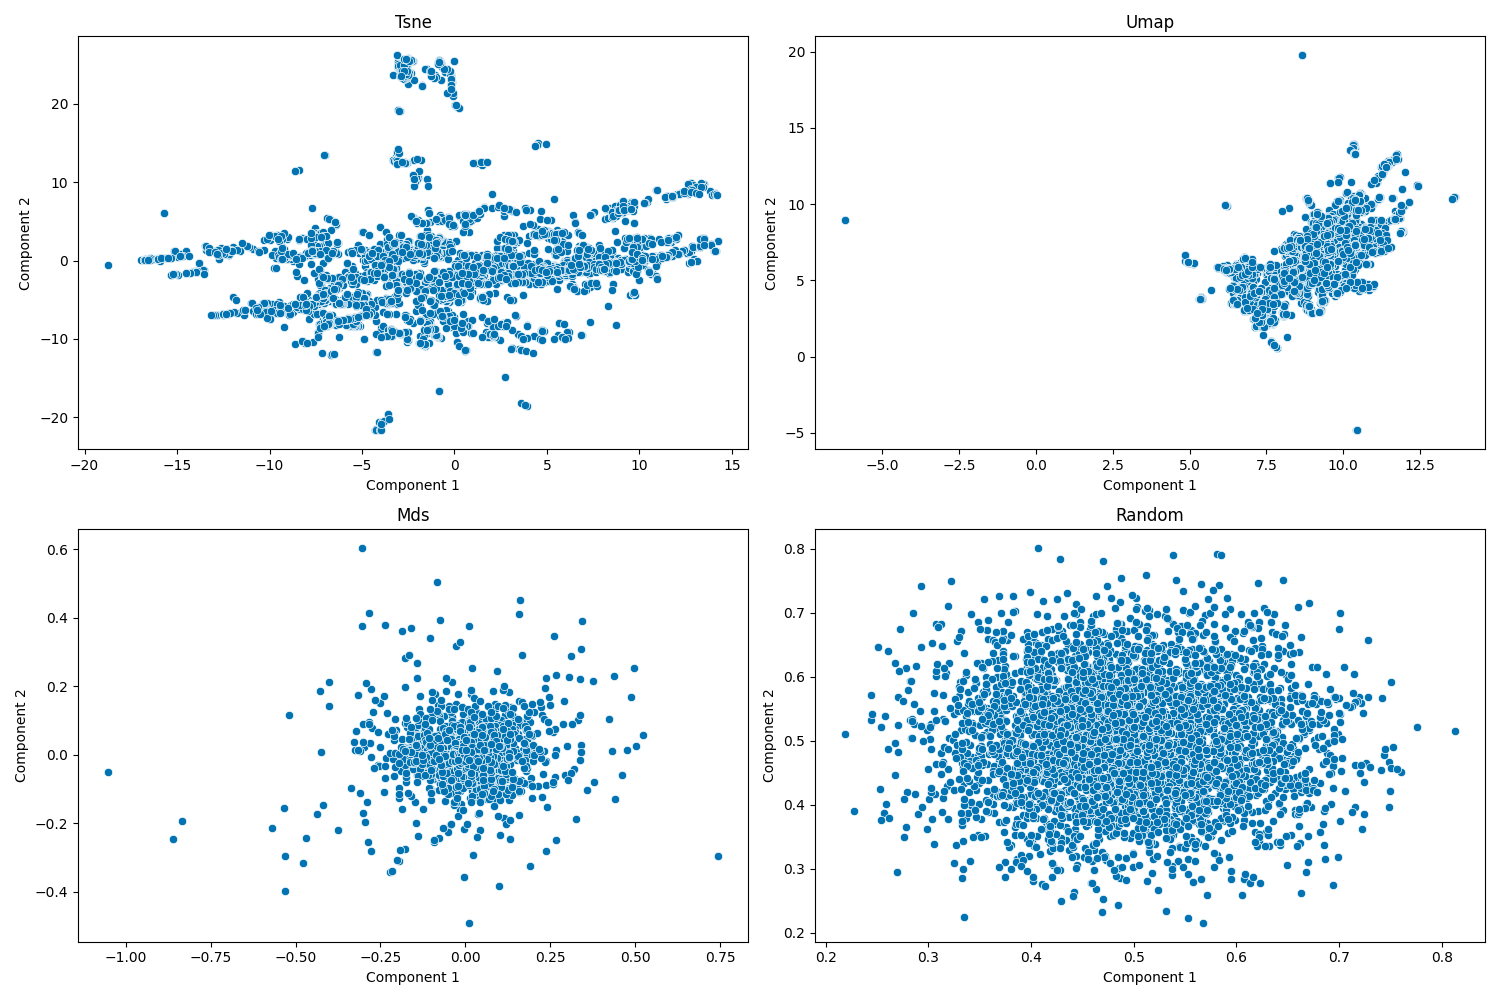 Tsne
20
10
0
−10
−20
Component 2
−20 −15 −10 −5 0 5 10 15
Component 1
Umap
20
15
10
5
0
−5
Component 2
−5.0 −2.5 0.0 2.5 5.0 7.5 10.0 12.5
Component 1
Mds
0.6
0.4
0.2
0.0
−0.2
−0.4
Component 2
−1.00 −0.75 −0.50 −0.25 0.00 0.25 0.50 0.75
Component 1
Random
0.8
0.7
0.6
0.5
0.4
0.3
0.2
Component 2
0.2 0.3 0.4 0.5 0.6 0.7 0.8
Component 1